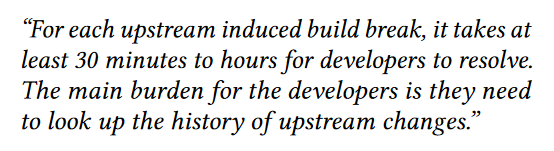 “For each upstream induced build break, it takes at
least 30 minutes to hours for developers to resolve.
The main burden for the developers is they need
to look up the history of upstream changes.”